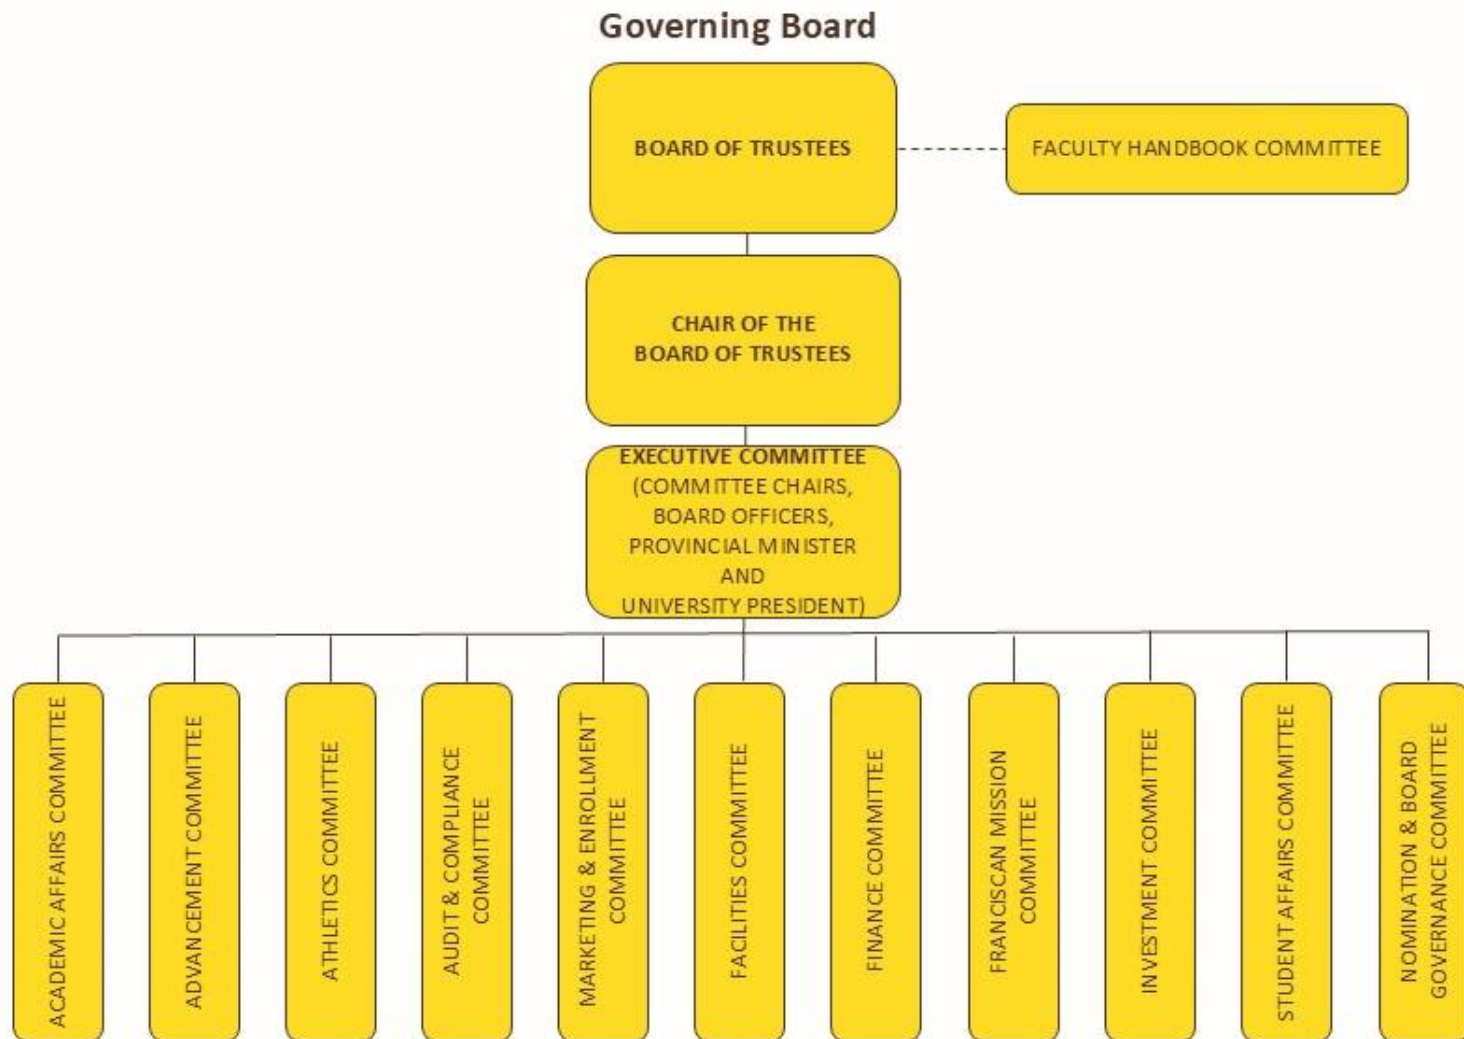 Governing Board
BOARD OF TRUSTEES
FACULTY HANDBOOK COMMITTEE
CHAIR OF THE
BOARD OF TRUSTEES
EXECUTIVE COMMITTEE
(COMMITTEE CHAIRS,
BOARD OFFICERS,
PROVINCIAL MINISTER
AND
UNIVERSITY PRESIDENT)
ACADEMIC AFFAIRS COMMITTEE
ADVANCEMENT COMMITTEE
ATHLETICS COMMITTEE
AUDIT & COMPLIANCE
COMMITTEE
MARKETING & ENROLLMENT
COMMITTEE
FACILITIES COMMITTEE
FINANCE COMMITTEE
FRANCISCAN MISSION
COMMITTEE
INVESTMENT COMMITTEE
STUDENT AFFAIRS COMMITTEE
NOMINATION & BOARD
GOVERNANCE COMMITTEE